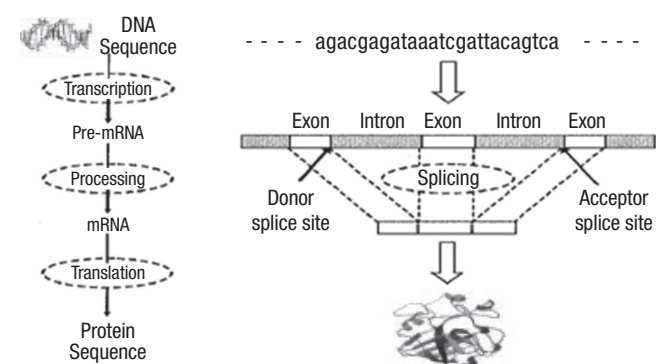 DNA
Sequence
Transcription
Pre-mRNA
Processing
mRNA
Translation
Protein
Sequence
- - - - agacgagataaatcgattacagtca - - - -
Exon Intron Exon Intron Exon
Splicing
Donor
splice site
Acceptor
splice site